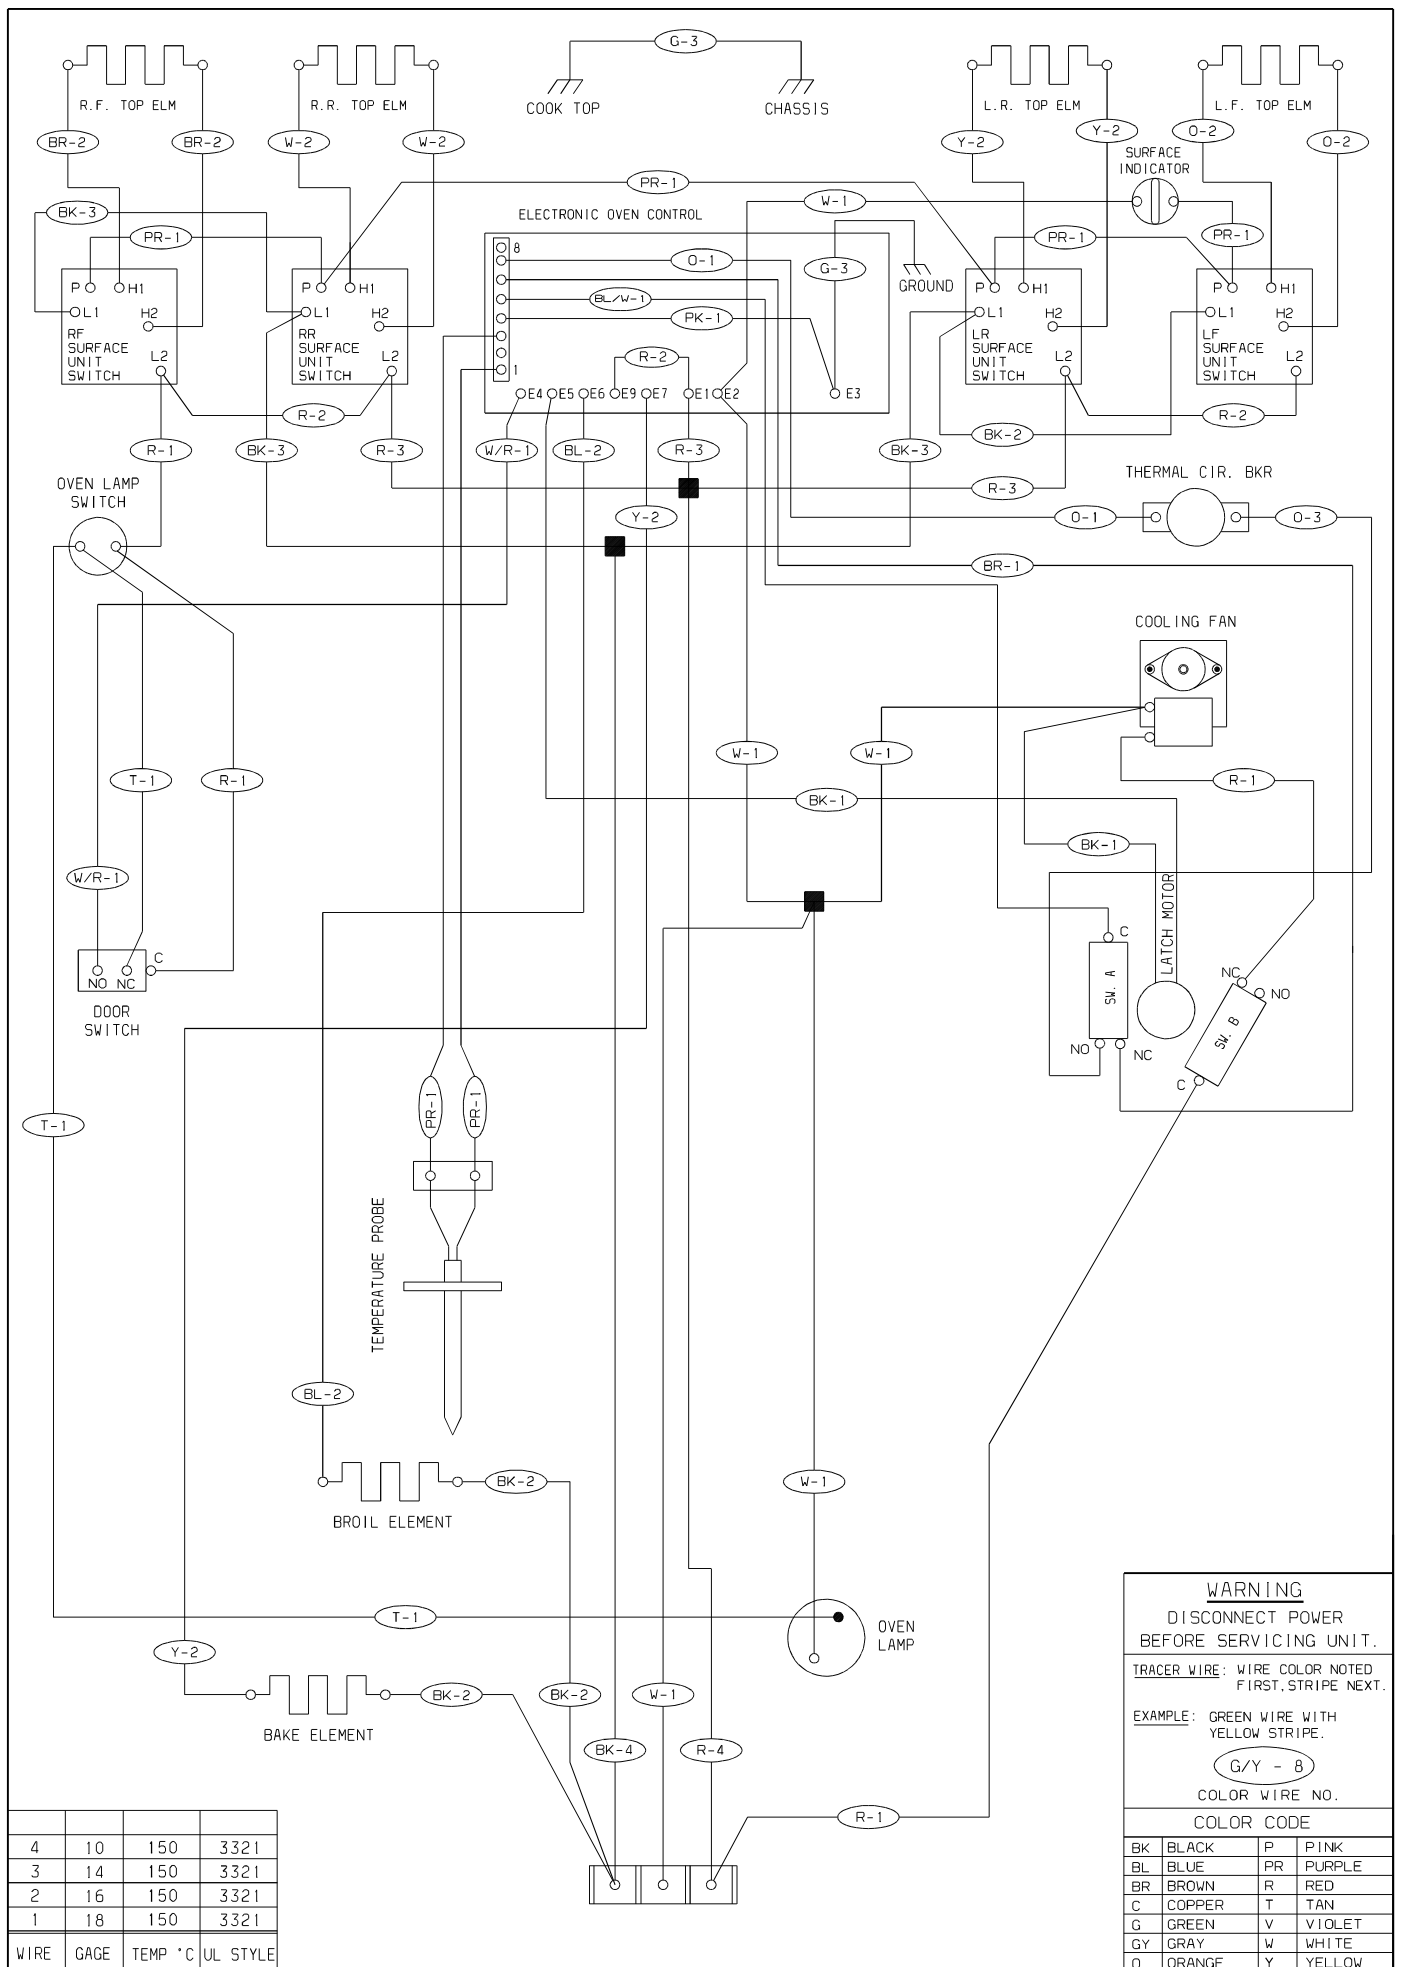 G-3
R.F. TOP ELM
R.R. TOP ELM
COOK TOP
CHASSIS
L.R. TOP ELM
L.F. TOP ELM
BR-2
BR-2
W-2
W-2
Y-2
Y-2
O-2
O-2
SURFACE
INDICATOR
PR-1
W-1
BK-3
ELECTRONIC OVEN CONTROL
PR-1
PR-1
PR-1
8
O-1
G-3
GROUND
P
H1
L1
H2
RF
SURFACE
UNIT
SWITCH
L2
P
H1
L1
H2
RR
SURFACE
UNIT
SWITCH
L2
BL/W-1
PK-1
R-2
1
E4
E5
E6
E9
E7
E1
E2
E3
P
H1
L1
H2
LR
SURFACE
UNIT
SWITCH
L2
P
H1
L1
H2
LF
SURFACE
UNIT
SWITCH
L2
R-2
R-2
BK-2
R-1
BK-3
R-3
W/R-1
BL-2
R-3
BK-3
OVEN LAMP
SWITCH
THERMAL CIR. BKR
R-3
Y-2
O-1
O-3
BR-1
COOLING FAN
T-1
R-1
W-1
W-1
R-1
BK-1
BK-1
W/R-1
LATCH MOTOR
C
NO
NC
C
DOOR
SWITCH
SW. A
NO
NC
NC
NO
SW. B
C
T-1
PR-1
PR-1
TEMPERATURE PROBE
BL-2
BK-2
W-1
BROIL ELEMENT
T-1
OVEN
LAMP
Y-2
BK-2
BK-2
W-1
BAKE ELEMENT
BK-4
R-4
R-1
WARNING
DISCONNECT POWER
BEFORE SERVICING UNIT.
TRACER WIRE: WIRE COLOR NOTED
FIRST, STRIPE NEXT.
EXAMPLE: GREEN WIRE WITH
YELLOW STRIPE.
G/Y - 8
COLOR WIRE NO.
COLOR CODE
BK BLACK P PINK
BL BLUE PR PURPLE
BR BROWN R RED
C COPPER T TAN
G GREEN V VIOLET
GY GRAY W WHITE
O ORANGE Y YELLOW
4 10 150 3321
3 14 150 3321
2 16 150 3321
1 18 150 3321
WIRE GAGE TEMP °C UL STYLE